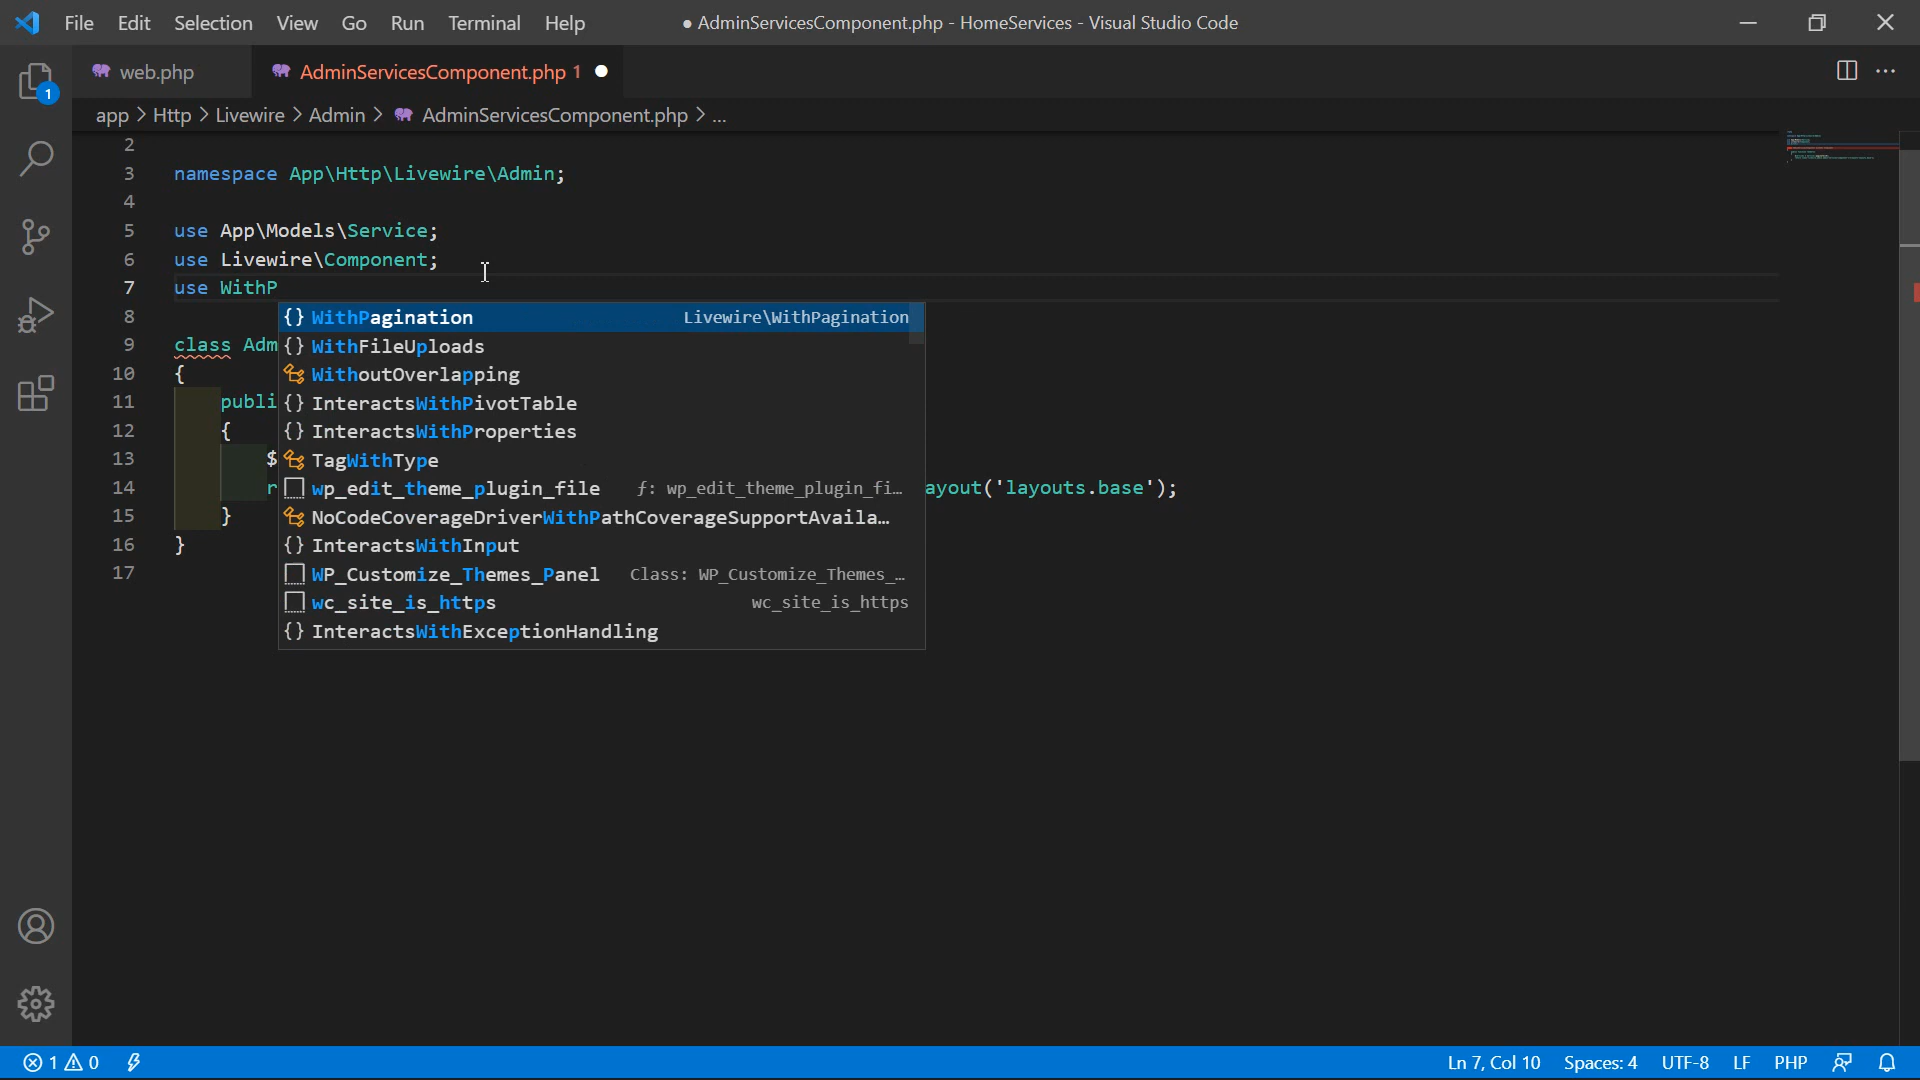 File Edit Selection View Go Run Terminal Help ● AdminServicesComponent.php - HomeServices - Visual Studio Code
web.php AdminServicesComponent.php 1
1
app > Http > Livewire > Admin > AdminServicesComponent.php > ...
2
3 namespace App\Http\Livewire\Admin;
4
5 use App\Models\Service;
6 use Livewire\Component;
7 use WithP
8 {} WithPagination Livewire\WithPagination
9 class Adm {} WithFileUploads
10 { WithoutOverlapping
11 publi {} InteractsWithPivotTable
12 { {} InteractsWithProperties
13 $ TagWithType
14 r wp_edit_theme_plugin_file ƒ: wp_edit_theme_plugin_fi… ayout('layouts.base');
15 } NoCodeCoverageDriverWithPathCoverageSupportAvaila…
16 } {} InteractsWithInput
17 WP_Customize_Themes_Panel Class: WP_Customize_Themes_…
wc_site_is_https wc_site_is_https
{} InteractsWithExceptionHandling
1 0 Ln 7, Col 10 Spaces: 4 UTF-8 LF PHP